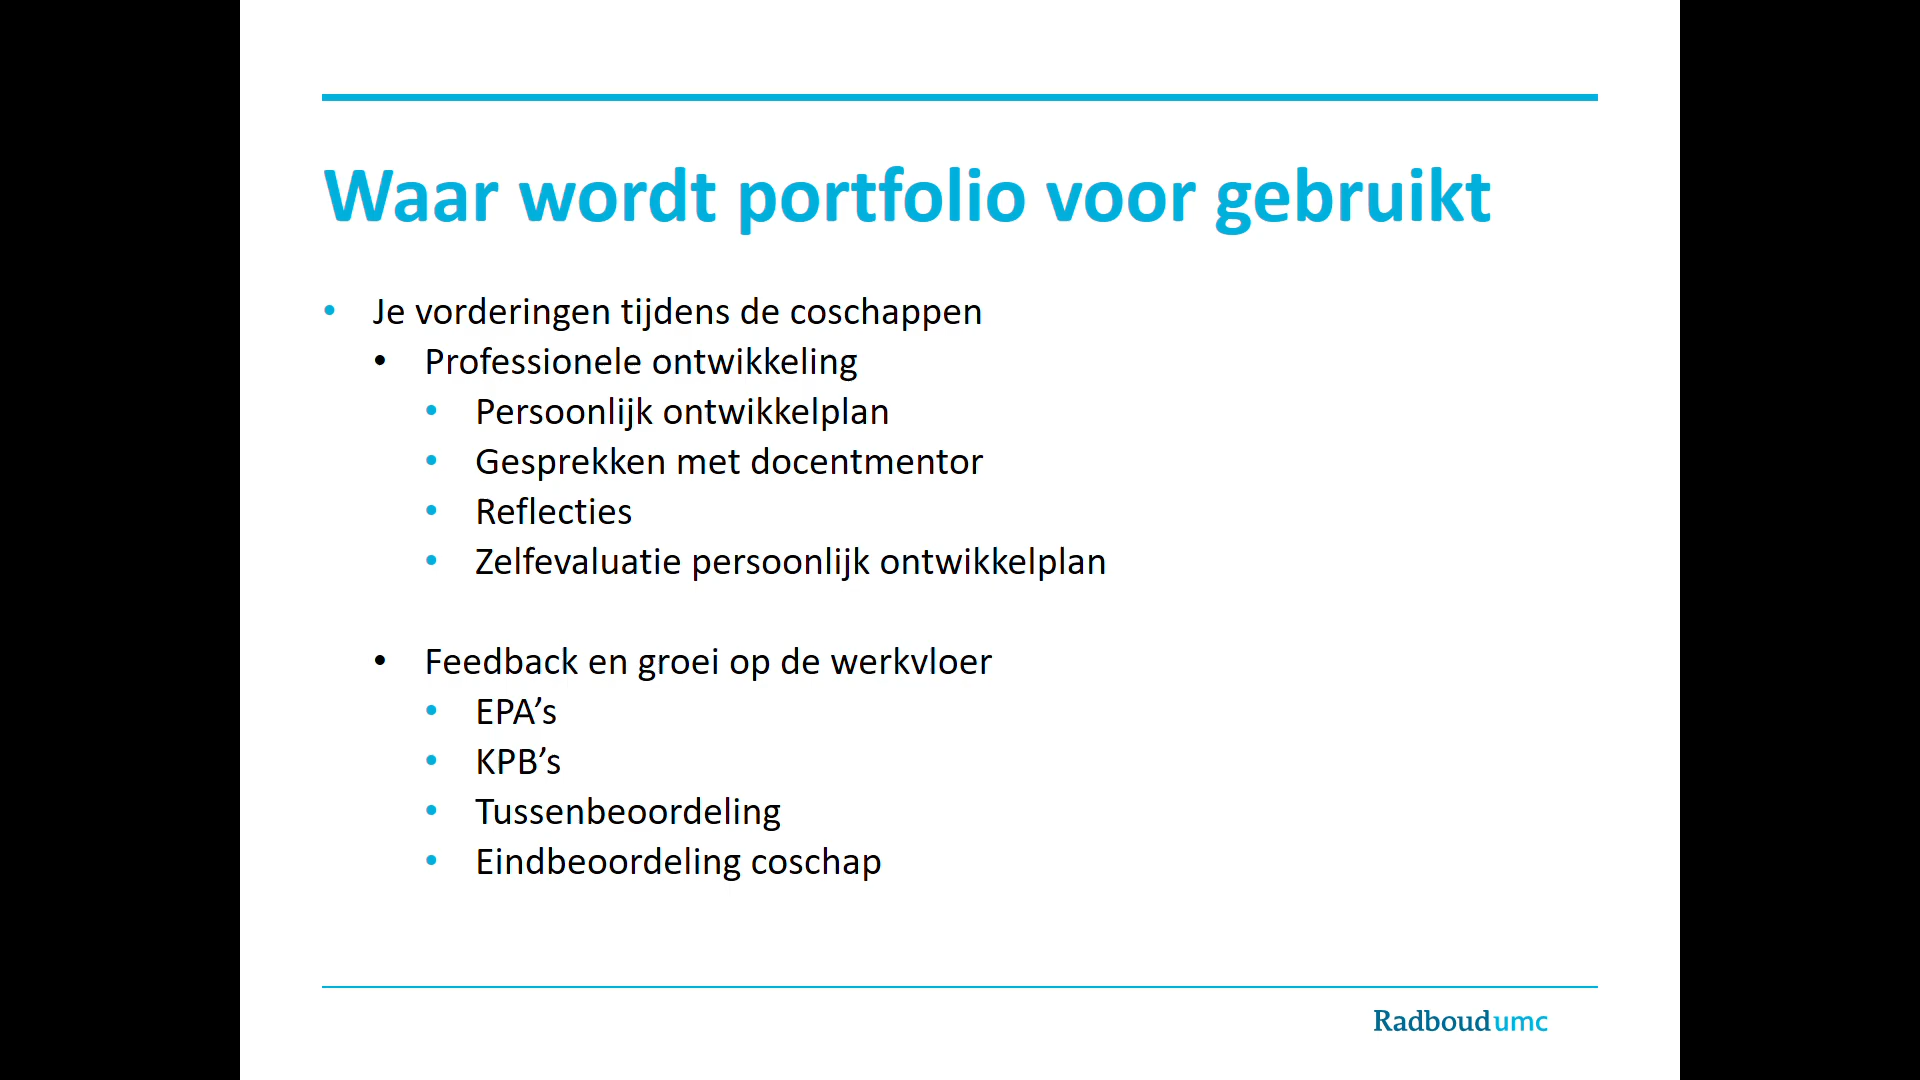 Waar wordt portfolio voor gebruikt
• Je vorderingen tijdens de coschappen
• Professionele ontwikkeling
• Persoonlijk ontwikkelplan
• Gesprekken met docentmentor
• Reflecties
• Zelfevaluatie persoonlijk ontwikkelplan
• Feedback en groei op de werkvloer
• EPA’s
• KPB’s
• Tussenbeoordeling
• Eindbeoordeling coschap
Radboudumc